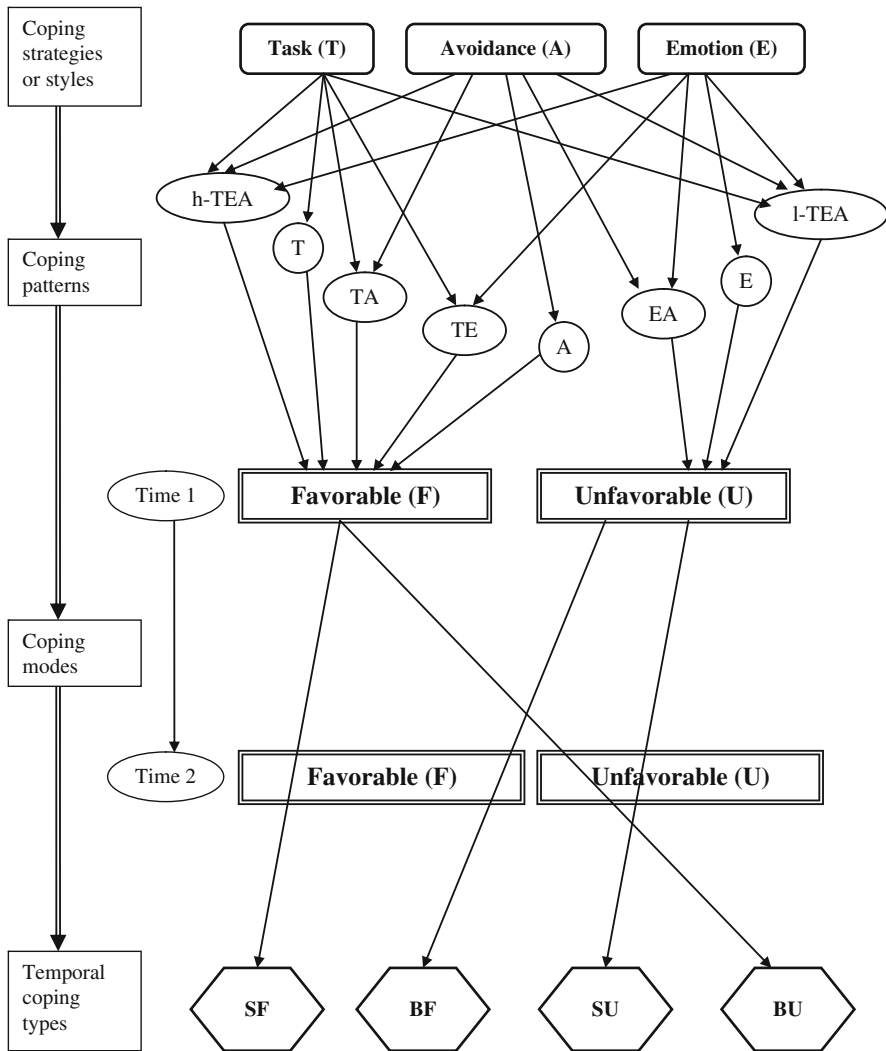 Coping
strategies
or styles
Task (T)
Avoidance (A)
Emotion (E)
h-TEA
l-TEA
T
Coping
patterns
TA
TE
A
EA
E
Time 1
Favorable (F)
Unfavorable (U)
Coping
modes
Time 2
Favorable (F)
Unfavorable (U)
Temporal
coping
types
SF
BF
SU
BU